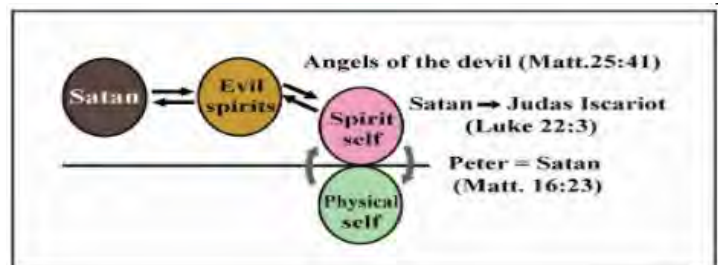 Angels of the devil (Matt.25:41)
Satan
Evil
spirits
Spirit
self
Satan → Judas Iscariot
(Luke 22:3)
Peter = Satan
(Matt. 16:23)
Physical
self